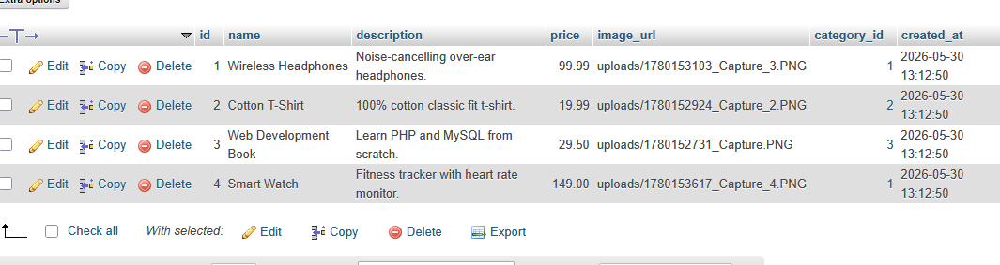 Extra options
id name description price image_url category_id created_at
Edit Copy Delete 1 Wireless Headphones Noise-cancelling over-ear headphones. 99.99 uploads/1780153103_Capture_3.PNG 1 2026-05-30 13:12:50
Edit Copy Delete 2 Cotton T-Shirt 100% cotton classic fit t-shirt. 19.99 uploads/1780152924_Capture_2.PNG 2 2026-05-30 13:12:50
Edit Copy Delete 3 Web Development Book Learn PHP and MySQL from scratch. 29.50 uploads/1780152731_Capture.PNG 3 2026-05-30 13:12:50
Edit Copy Delete 4 Smart Watch Fitness tracker with heart rate monitor. 149.00 uploads/1780153617_Capture_4.PNG 1 2026-05-30 13:12:50
Check all With selected: Edit Copy Delete Export